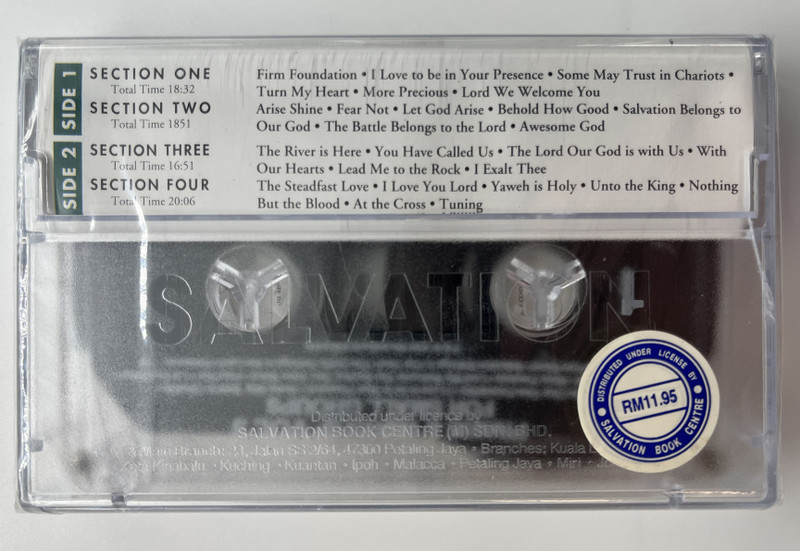 SIDE 1
SECTION ONE
Total Time 18:32
Firm Foundation • I Love to be in Your Presence • Some May Trust in Chariots •
Turn My Heart • More Precious • Lord We Welcome You
SECTION TWO
Total Time 1851
Arise Shine • Fear Not • Let God Arise • Behold How Good • Salvation Belongs to
Our God • The Battle Belongs to the Lord • Awesome God
SIDE 2
SECTION THREE
Total Time 16:51
The River is Here • You Have Called Us • The Lord Our God is with Us • With
Our Hearts • Lead Me to the Rock • I Exalt Thee
SECTION FOUR
Total Time 20:06
The Steadfast Love • I Love You Lord • Yaweh is Holy • Unto the King • Nothing
But the Blood • At the Cross • Tuning
SALVATION
Distributed under licence by
SALVATION BOOK CENTRE (M) SDN. BHD.
Branch: 23, Jalan SS 2/64, 47300 Petaling Jaya • Branches: Kuala
Kota Kinabalu • Kuching • Kuantan • Ipoh • Malacca • Petaling Jaya • Miri •
DISTRIBUTED UNDER LICENSE BY
RM11.95
SALVATION BOOK CENTRE